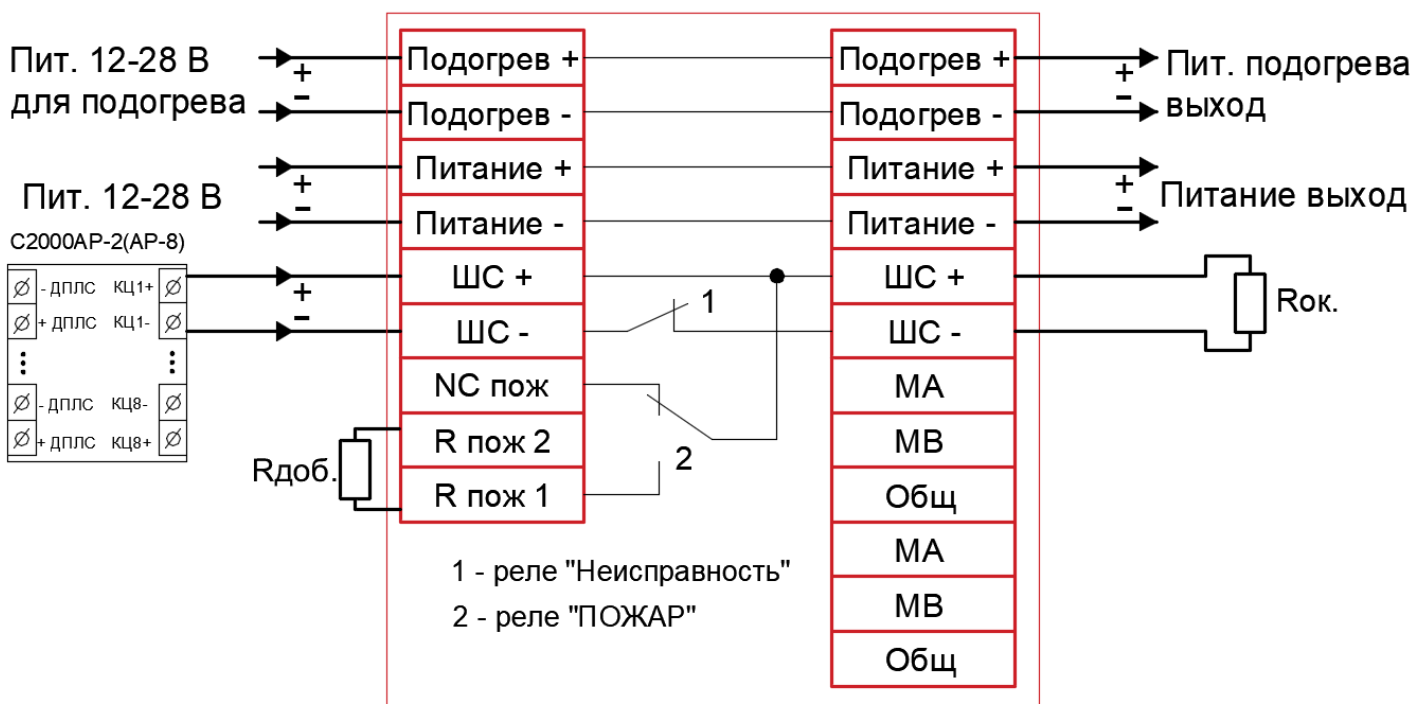 Пит. 12-28 В
для подогрева
+
-
Пит. 12-28 В
+
-
С2000АР-2(АР-8)
- ДПЛС КЦ1+
+ ДПЛС КЦ1-
- ДПЛС КЦ8-
+ ДПЛС КЦ8+
+
-
Rдоб.
Подогрев +
Подогрев -
Питание +
Питание -
ШС +
ШС -
NC пож
R пож 2
R пож 1
1
2
1 - реле "Неисправность"
2 - реле "ПОЖАР"
Подогрев +
Подогрев -
Питание +
Питание -
ШС +
ШС -
МА
МВ
Общ
МА
МВ
Общ
+
-
Пит. подогрева
выход
+
-
Питание выход
Rок.